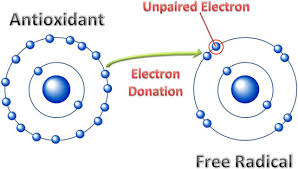 Antioxidant
Unpaired Electron
Electron
Donation
Free Radical